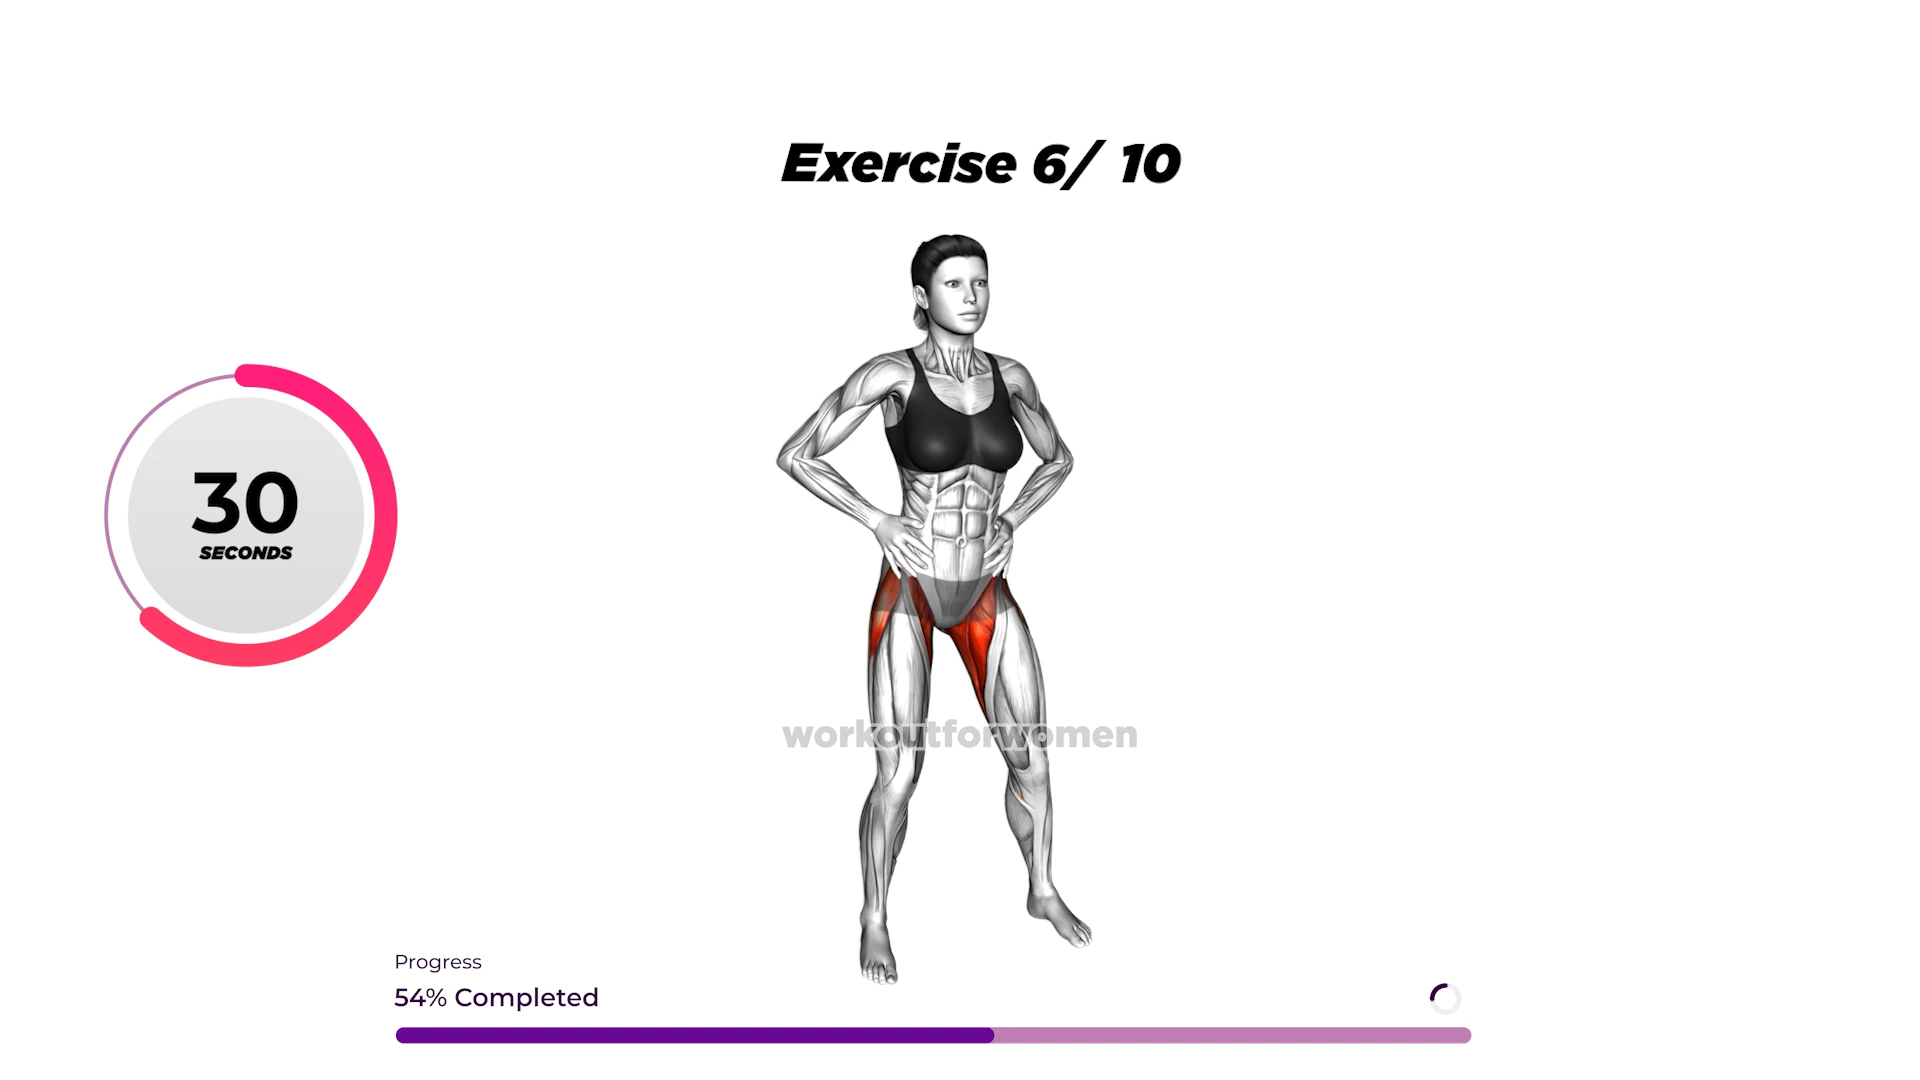 Exercise 6/ 10
30
SECONDS
workoutforwomen
Progress
54% Completed